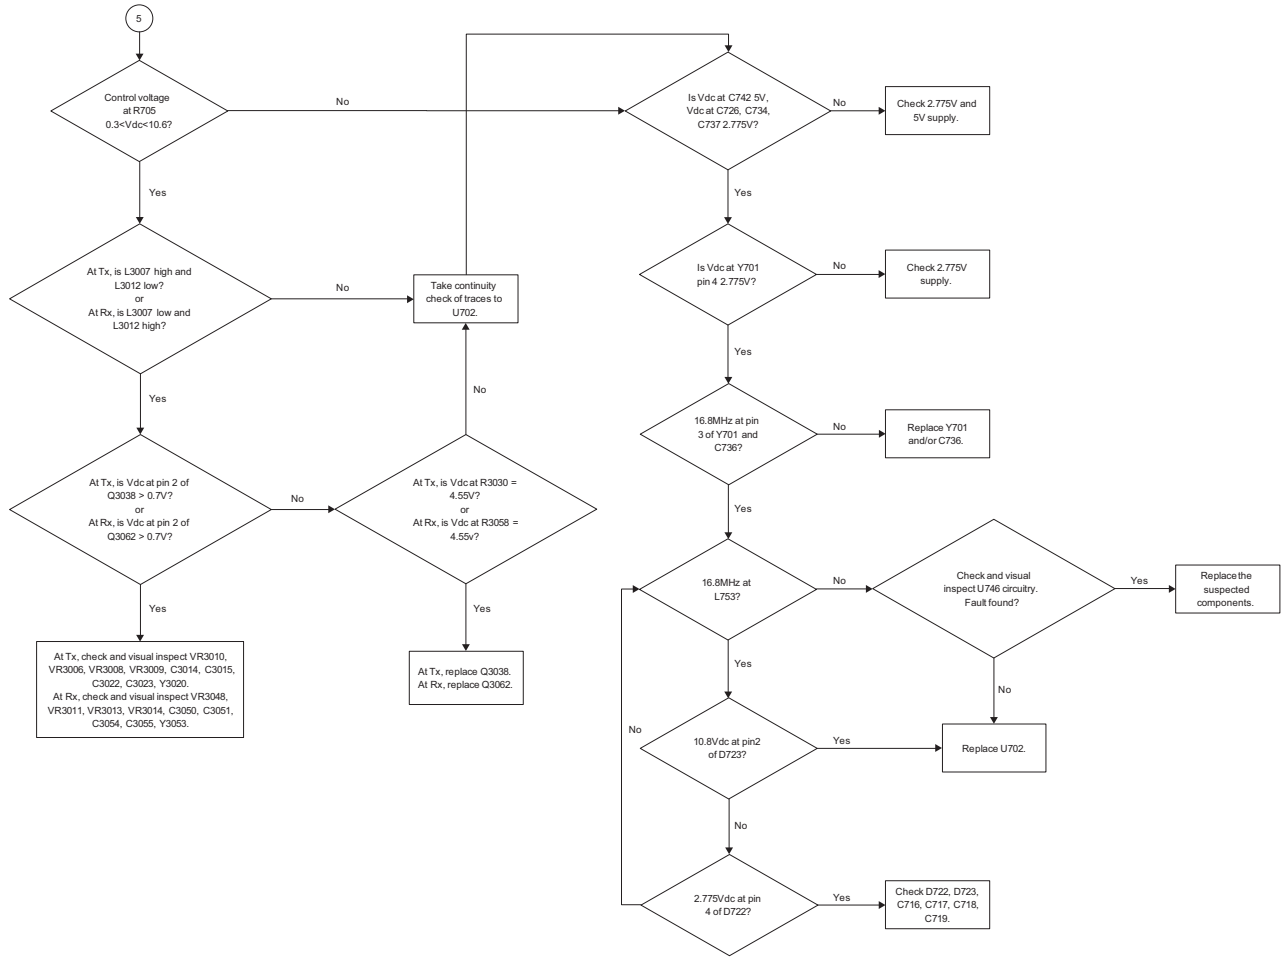 5
Control voltage
at R705
0.3<Vdc<10.6?
No
Is Vdc at C742 5V,
Vdc at C726, C734,
C737 2.775V?
No
Check 2.775V and
5V supply.
Yes
Yes
At Tx, is L3007 high and
L3012 low?
or
At Rx, is L3007 low and
L3012 high?
No
Take continuity
check of traces to
U702.
Is Vdc at Y701
pin 4 2.775V?
No
Check 2.775V
supply.
Yes
Yes
No
16.8MHz at pin
3 of Y701 and
C736?
No
Replace Y701
and/or C736.
At Tx, is Vdc at pin 2 of
Q3038 > 0.7V?
or
At Rx, is Vdc at pin 2 of
Q3062 > 0.7V?
No
At Tx, is Vdc at R3030 =
4.55V?
or
At Rx, is Vdc at R3058 =
4.55v?
Yes
Yes
Yes
16.8MHz at
L753?
No
Check and visual
inspect U746 circuitry.
Fault found?
Yes
Replace the
suspected
components.
At Tx, check and visual inspect VR3010,
VR3006, VR3008, VR3009, C3014, C3015,
C3022, C3023, Y3020.
At Rx, check and visual inspect VR3048,
VR3011, VR3013, VR3014, C3050, C3051,
C3054, C3055, Y3053.
At Tx, replace Q3038.
At Rx, replace Q3062.
Yes
No
No
10.8Vdc at pin2
of D723?
Yes
Replace U702.
No
2.775Vdc at pin
4 of D722?
Yes
Check D722, D723,
C716, C717, C718,
C719.